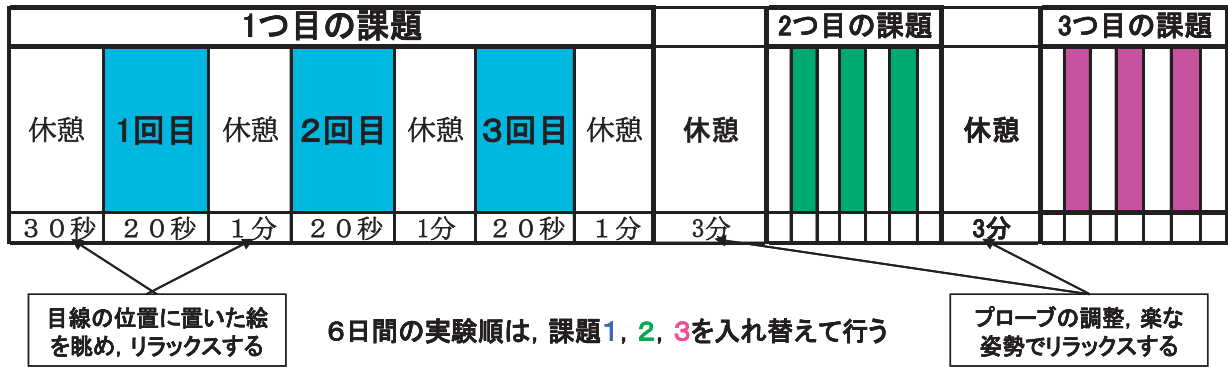 1つ目の課題
2つ目の課題
3つ目の課題
休憩
1回目
休憩
2回目
休憩
3回目
休憩
休憩
休憩
30秒
20秒
1分
20秒
1分
20秒
1分
3分
3分
目線の位置に置いた絵
を眺め,リラックスする
6日間の実験順は,課題1,2,3を入れ替えて行う
プローブの調整,楽な
姿勢でリラックスする